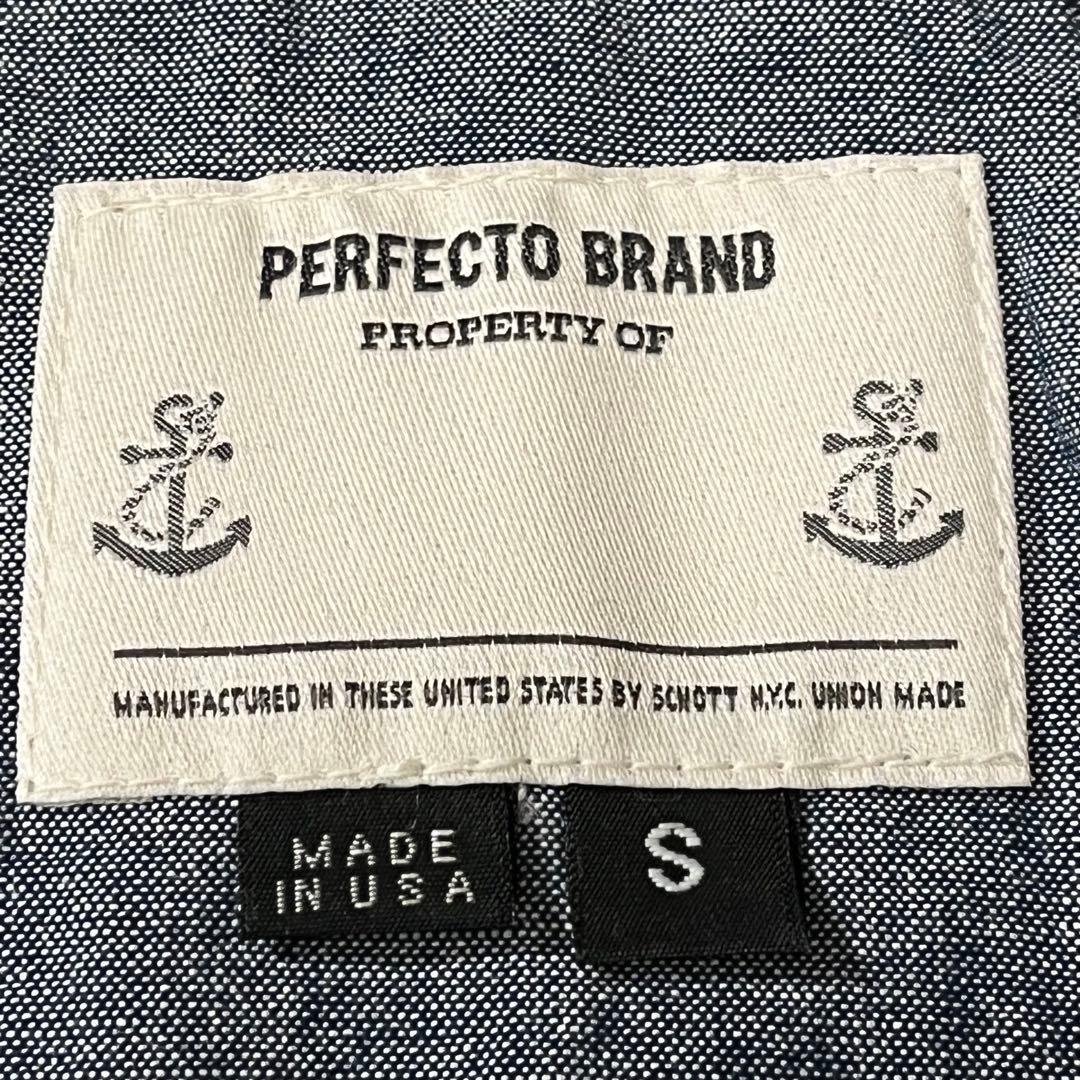 PERFECTO BRAND
PROPERTY OF
MANUFACTURED IN THESE UNITED STATES BY SCHOTT N.Y.C. UNION MADE
MADE
IN USA
S